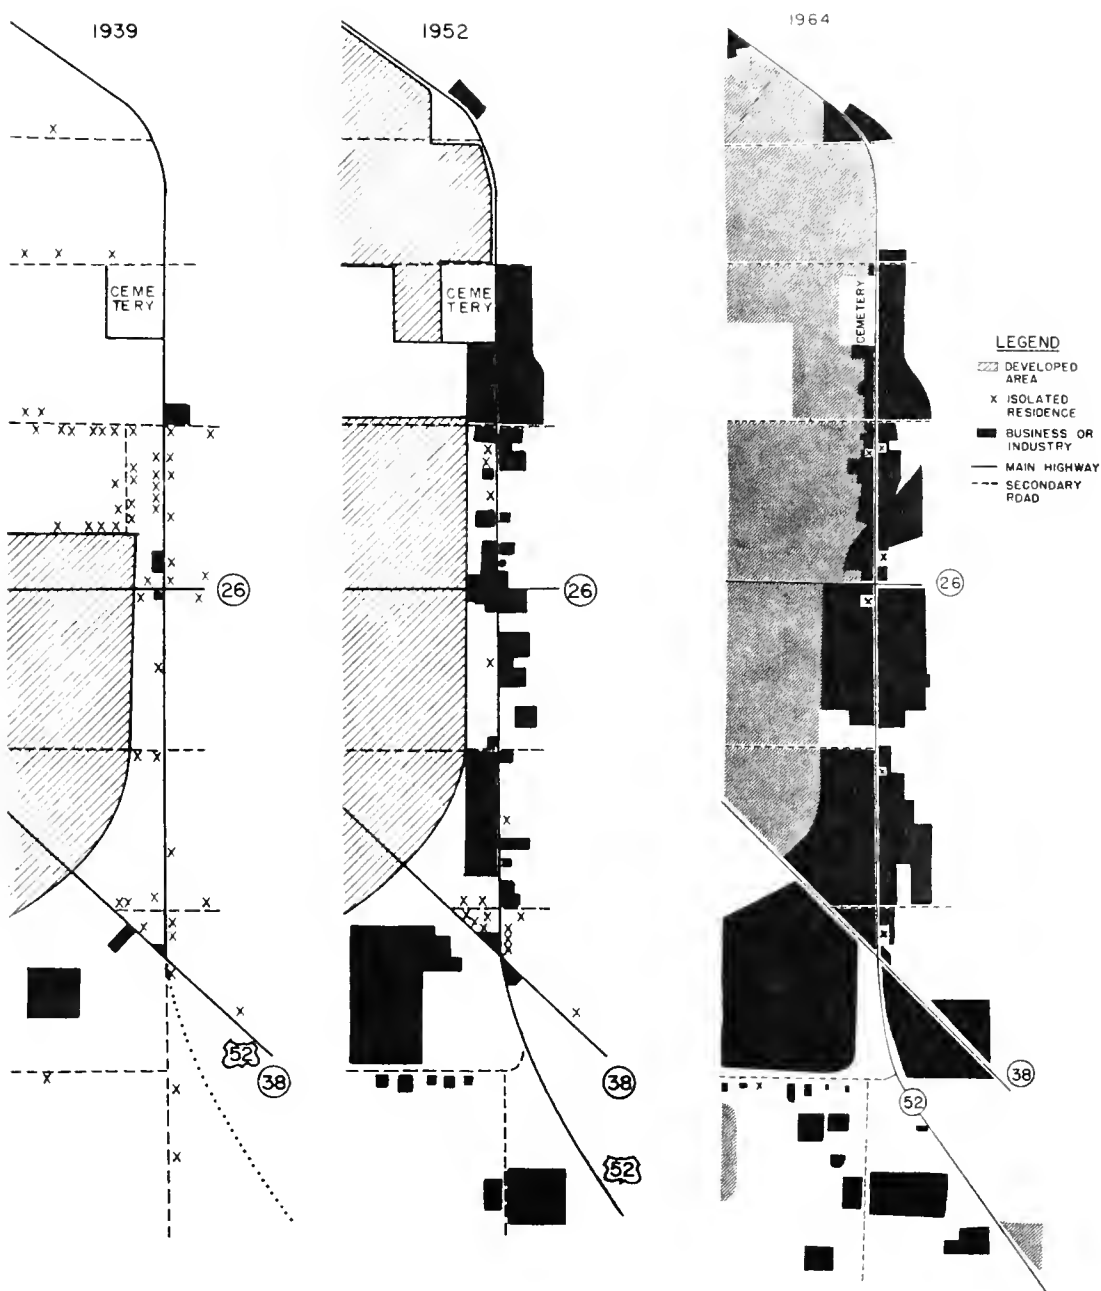 1939
1952
1964
CEME
TERY
CEME
TERY
CEMETERY
LEGEND
DEVELOPED
AREA
X ISOLATED
RESIDENCE
BUSINESS OR
INDUSTRY
MAIN HIGHWAY
SECONDARY
ROAD
26
26
26
52
38
38
52
38
52